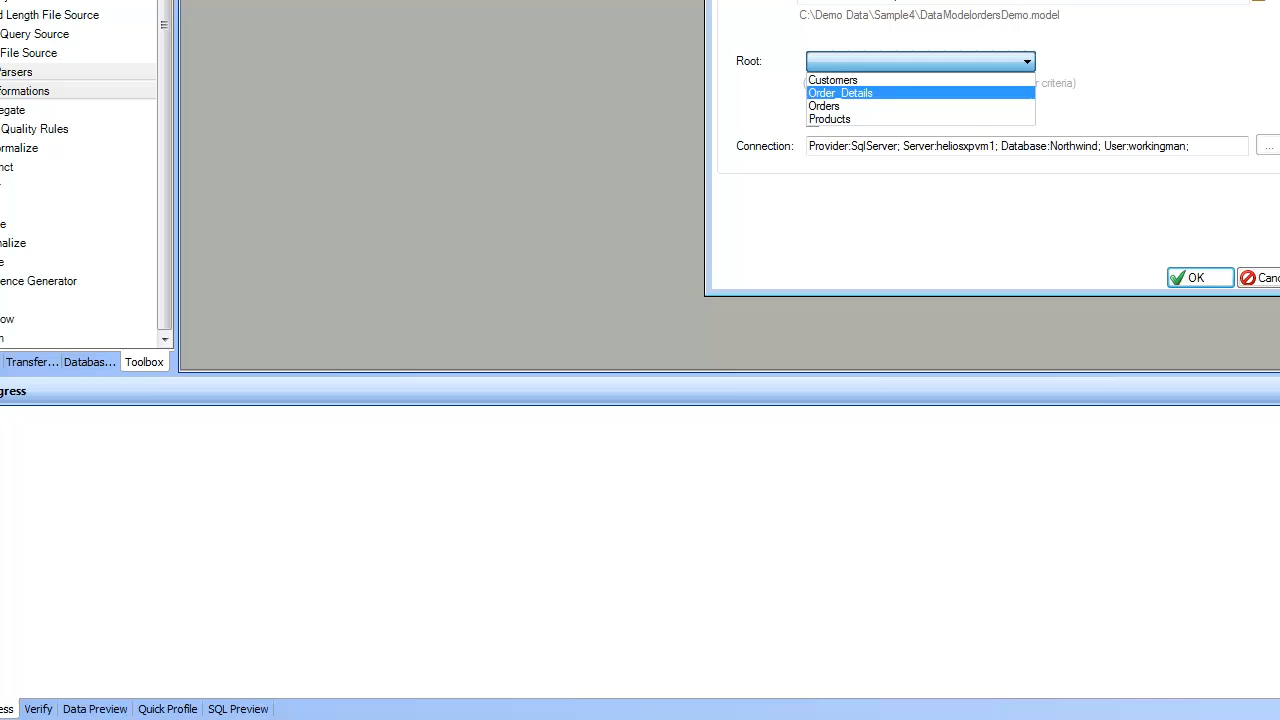 d Length File Source
Query Source
File Source
arsers
formations
egate
Quality Rules
ormalize
nct
e
nalize
e
ence Generator
ow
n
Transfer... Databas... Toolbox
C:\Demo Data\Sample4\DataModelordersDemo.model
Root:
Customers
Order_Details
Orders
Products
r criteria)
Connection: Provider:SqlServer; Server:heliosxpvm1; Database:Northwind; User:workingman; ...
OK Canc
gress
ess Verify Data Preview Quick Profile SQL Preview